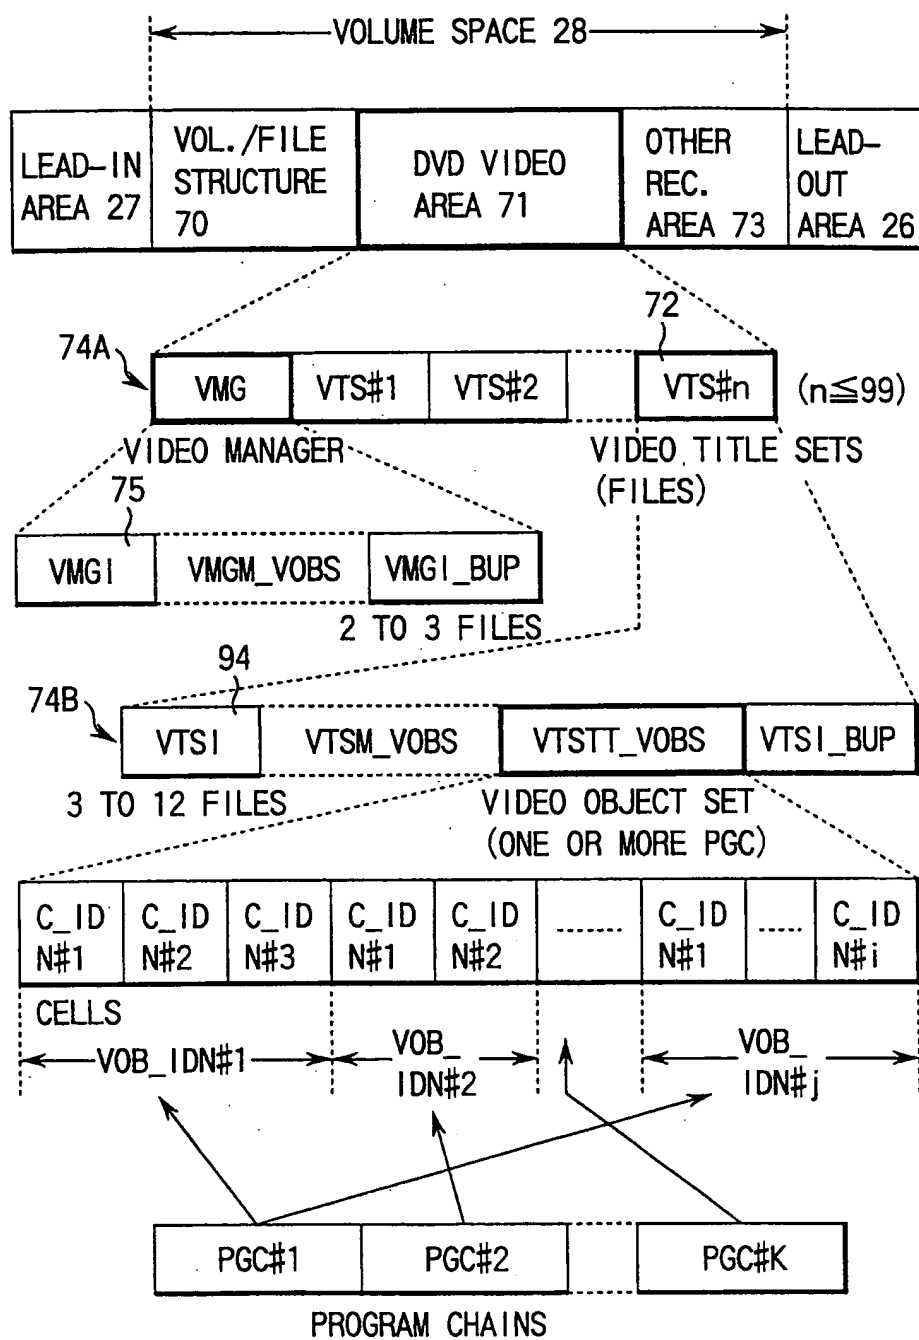 VOLUME SPACE 28
LEAD-IN
AREA 27
VOL./FILE
STRUCTURE
70
DVD VIDEO
AREA 71
OTHER
REC.
AREA 73
LEAD-
OUT
AREA 26
72
74A
VMG
VTS#1
VTS#2
VTS#n
(n≦99)
VIDEO MANAGER
VIDEO TITLE SETS
(FILES)
75
VMGI
VMGM_VOBS
VMGI_BUP
2 TO 3 FILES
94
74B
VTSI
VTSM_VOBS
VTSTT_VOBS
VTSI_BUP
3 TO 12 FILES
VIDEO OBJECT SET
(ONE OR MORE PGC)
C_ID
N#1
C_ID
N#2
C_ID
N#3
C_ID
N#1
C_ID
N#2
C_ID
N#1
C_ID
N#i
CELLS
VOB_IDN#1
VOB_
IDN#2
VOB_
IDN#j
PGC#1
PGC#2
PGC#K
PROGRAM CHAINS